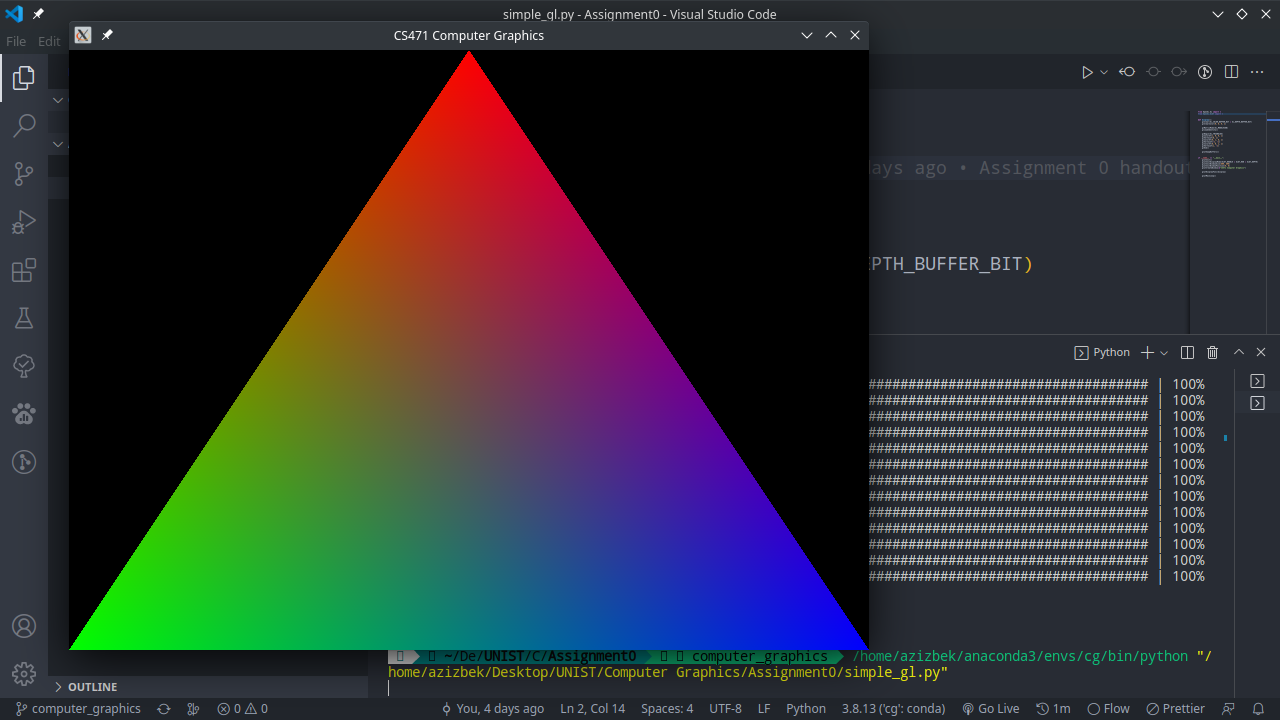 simple_gl.py - Assignment0 - Visual Studio Code
File Edit
CS471 Computer Graphics
days ago • Assignment 0 handout
EPTH_BUFFER_BIT)
Python
################################### | 100%
################################### | 100%
################################### | 100%
################################### | 100%
################################### | 100%
################################### | 100%
################################### | 100%
################################### | 100%
################################### | 100%
################################### | 100%
################################### | 100%
################################### | 100%
################################### | 100%
~/De/UNIST/C/Assignment0 computer_graphics /home/azizbek/anaconda3/envs/cg/bin/python "/
home/azizbek/Desktop/UNIST/Computer Graphics/Assignment0/simple_gl.py"
OUTLINE
computer_graphics 0 0 You, 4 days ago Ln 2, Col 14 Spaces: 4 UTF-8 LF Python 3.8.13 ('cg': conda) Go Live 1m Flow Prettier